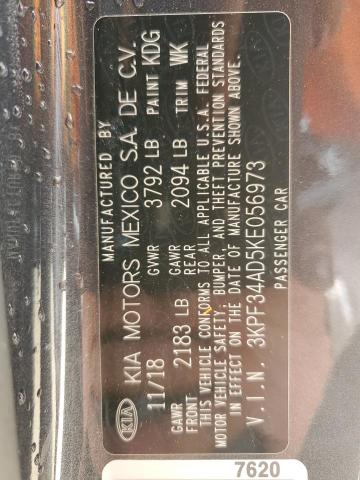 MANUFACTURED BY
KIA KIA MOTORS MEXICO S.A. DE C.V.
11/18 GVWR 3792 LB PAINT KDG
GAWR FRONT: 2183 LB GAWR REAR 2094 LB TRIM WK
THIS VEHICLE CONFORMS TO ALL APPLICABLE U.S.A. FEDERAL
MOTOR VEHICLE SAFETY, BUMPER, AND THEFT PREVENTION STANDARDS
IN EFFECT ON THE DATE OF MANUFACTURE SHOWN ABOVE.
V.I.N. 3KPF34AD5KE056973
PASSENGER CAR
7620